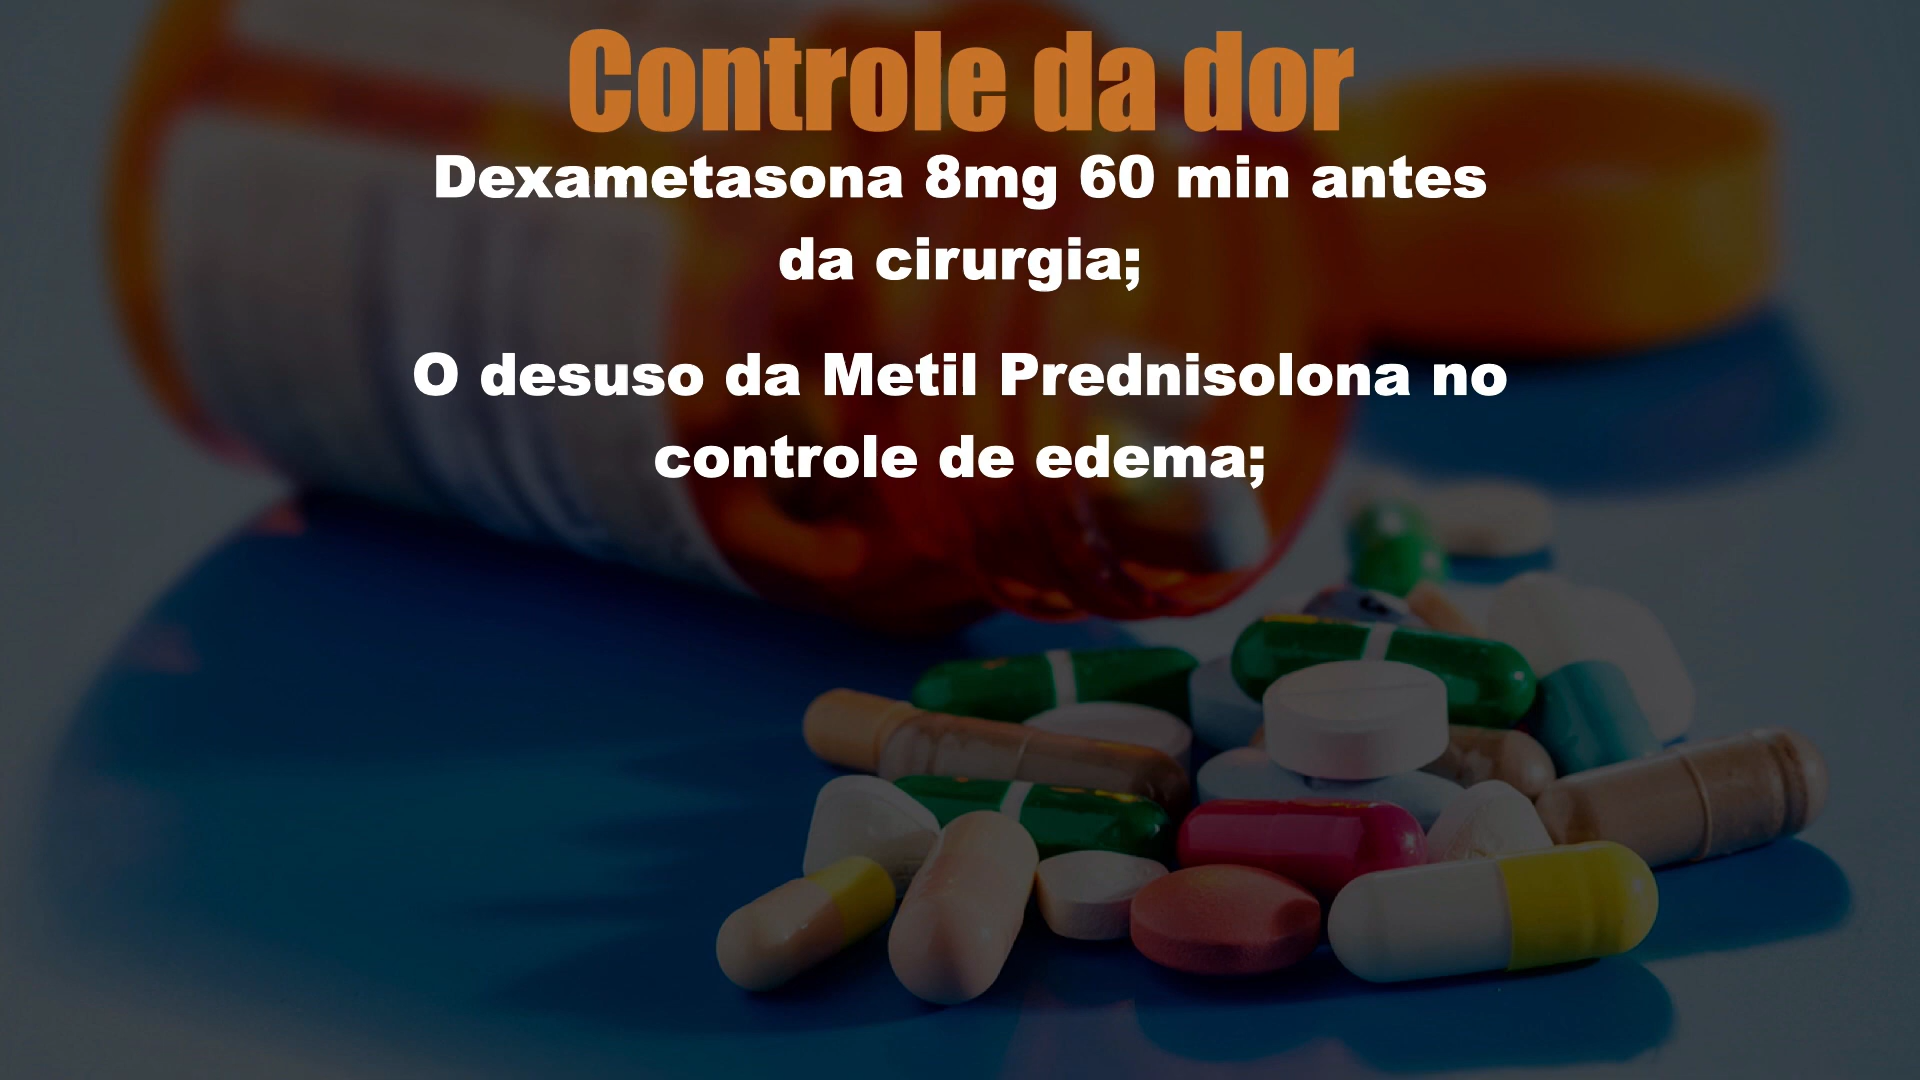 Controle da dor
Dexametasona 8mg 60 min antes
da cirurgia;
O desuso da Metil Prednisolona no
controle de edema;